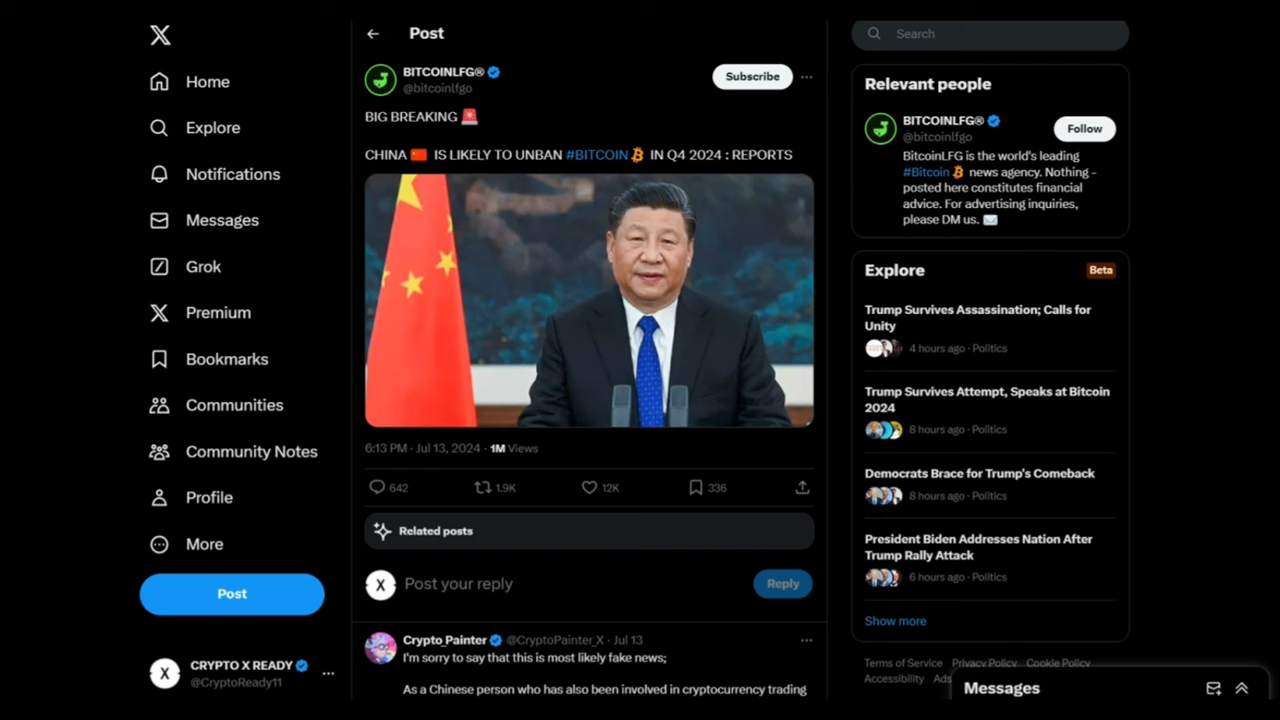 Home
Explore
Notifications
Messages
Grok
Premium
Bookmarks
Communities
Community Notes
Profile
More
Post
CRYPTO X READY
@CryptoReady11
Post
BITCOINLFG®
@bitcoinlfgo
Subscribe
BIG BREAKING 🚨
CHINA 🇨🇳 IS LIKELY TO UNBAN #BITCOIN IN Q4 2024 : REPORTS
6:13 PM · Jul 13, 2024 · 1M Views
642 1.9K 12K 336
Related posts
X Post your reply Reply
Crypto_Painter @CryptoPainter_X · Jul 13
I'm sorry to say that this is most likely fake news;
As a Chinese person who has also been involved in cryptocurrency trading
Search
Relevant people
BITCOINLFG®
@bitcoinlfgo
Follow
BitcoinLFG is the world's leading
#Bitcoin news agency. Nothing -
posted here constitutes financial
advice. For advertising inquiries,
please DM us. ✉️
Explore Beta
Trump Survives Assassination; Calls for
Unity
4 hours ago · Politics
Trump Survives Attempt, Speaks at Bitcoin
2024
8 hours ago · Politics
Democrats Brace for Trump's Comeback
8 hours ago · Politics
President Biden Addresses Nation After
Trump Rally Attack
6 hours ago · Politics
Show more
Terms of Service Privacy Policy Cookie Policy
Accessibility Ads
Messages